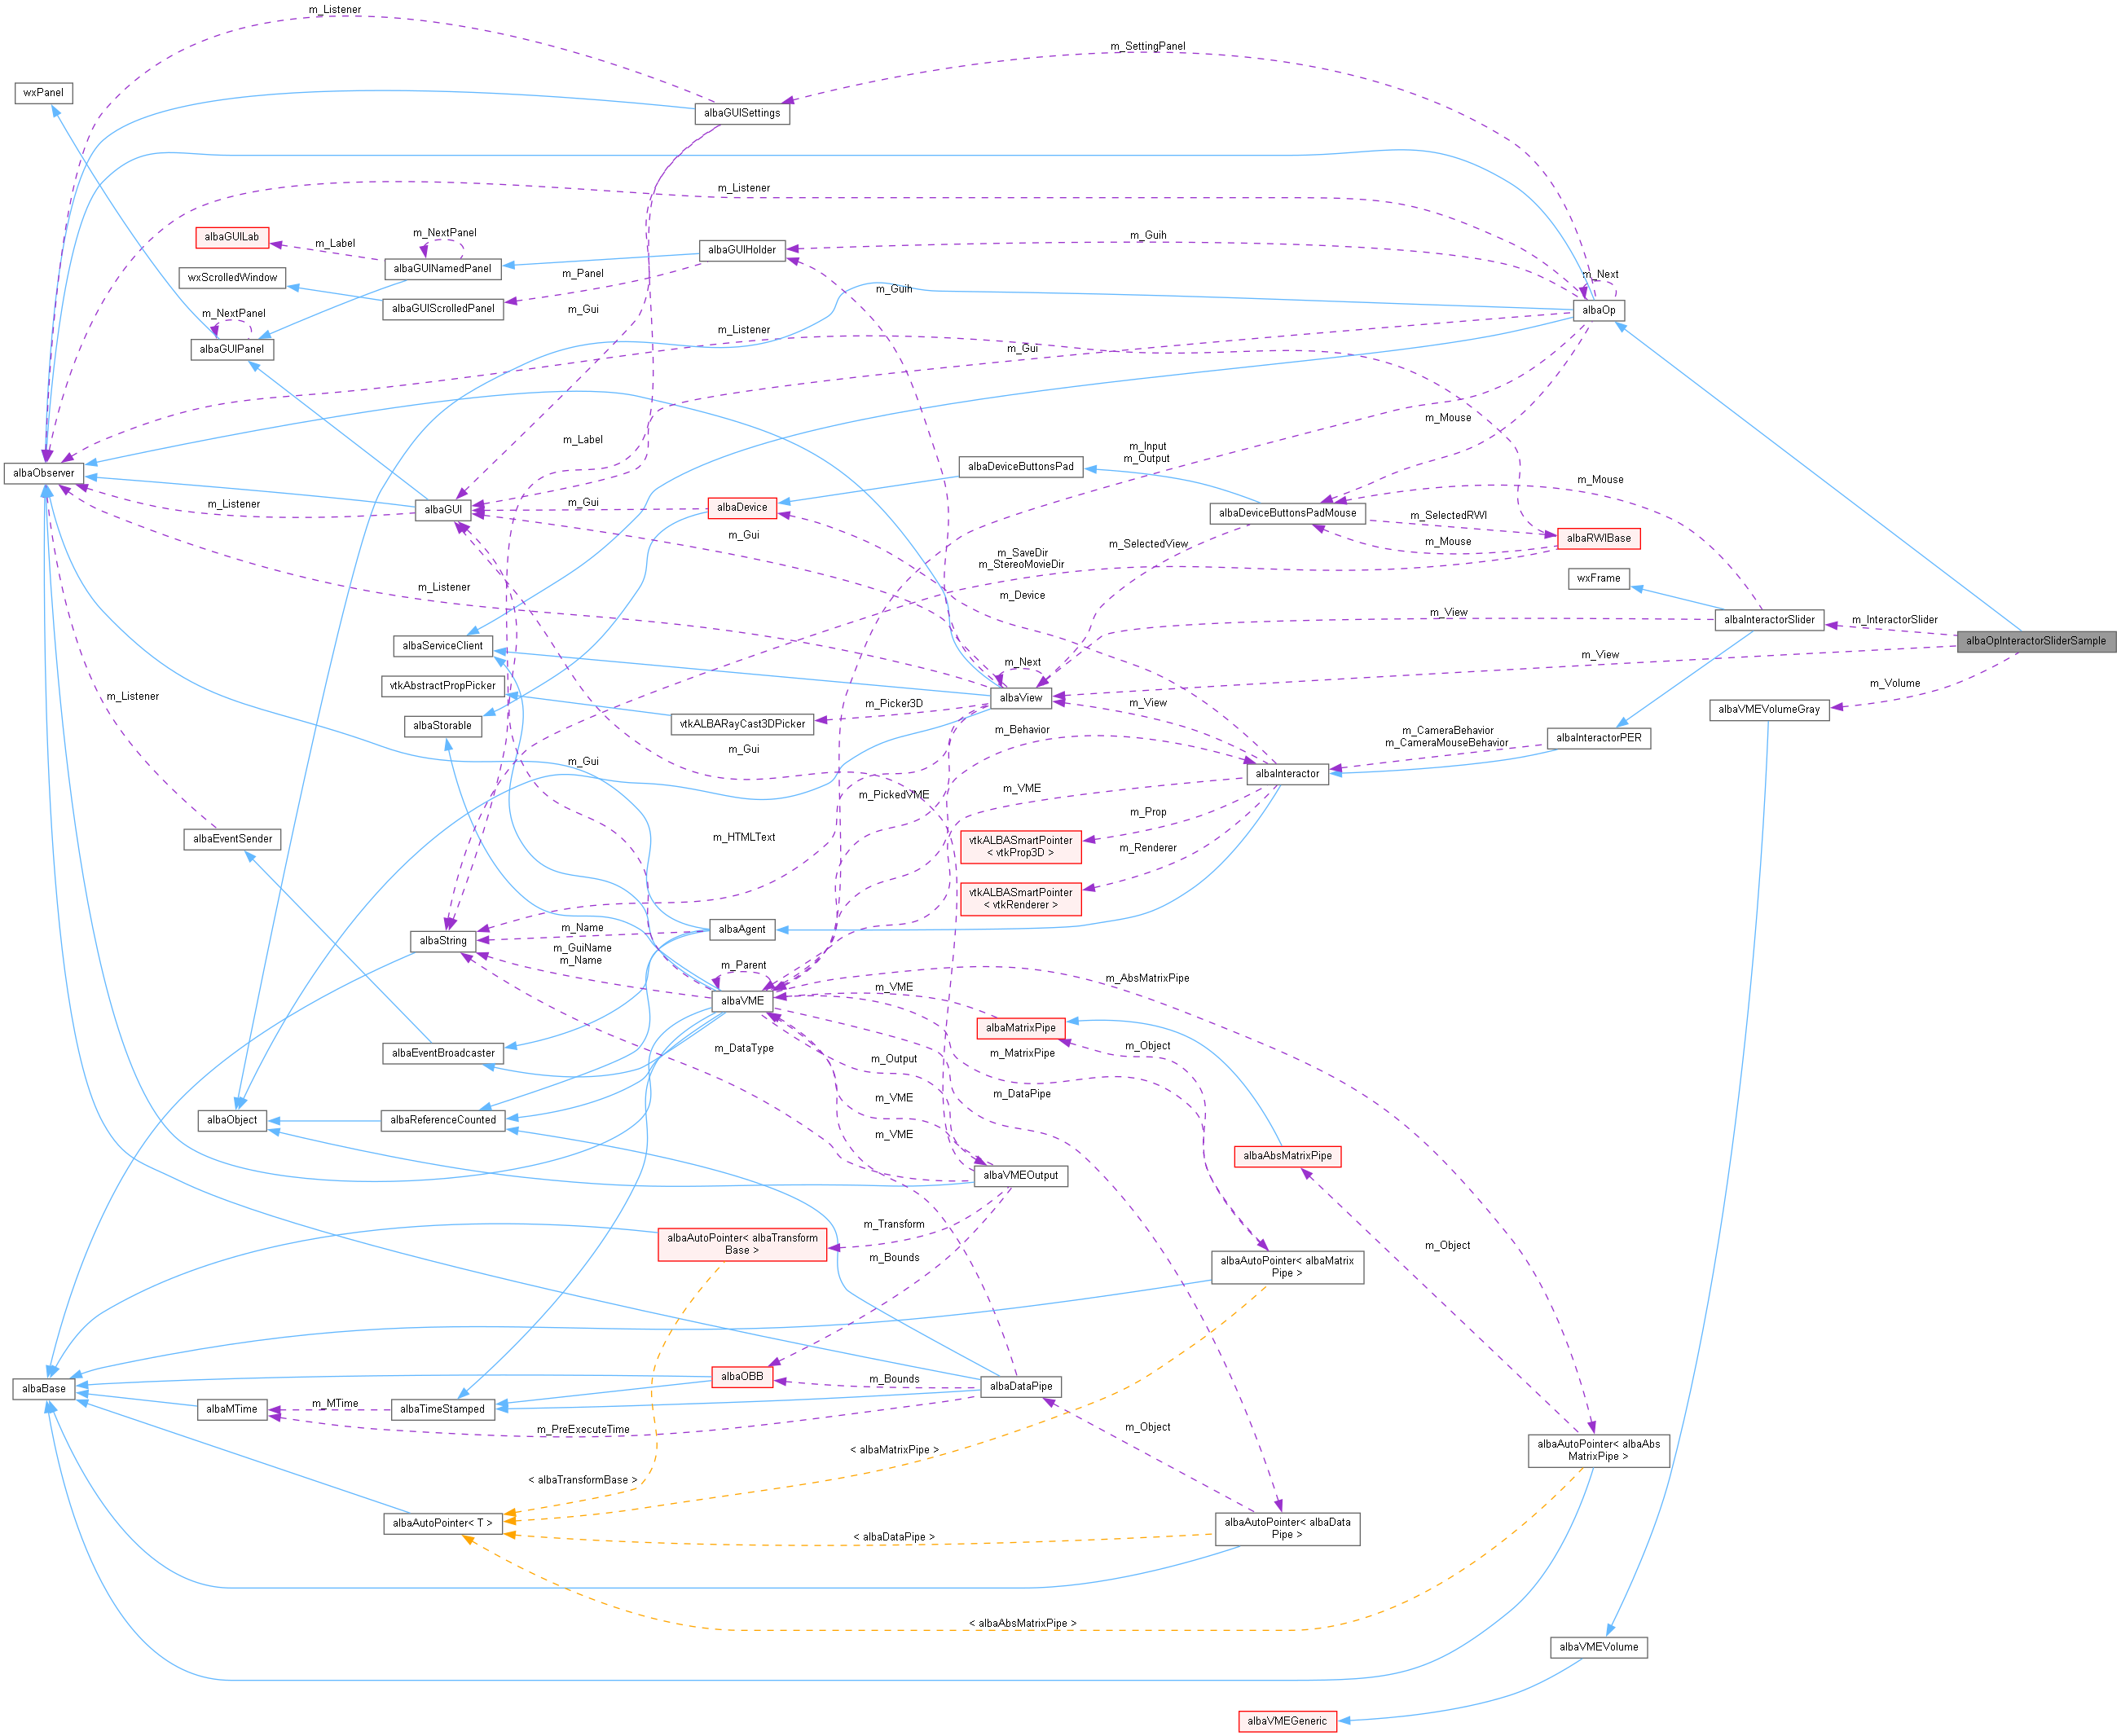 m_Listener
m_SettingPanel
wxPanel
albaGUISettings
m_Listener
albaGUILab
m_Label
m_NextPanel
albaGUIHolder
m_Guih
albaGUINamedPanel
wxScrolledWindow
m_Panel
m_Next
albaGUIScrolledPanel
m_Gui
m_Guih
albaOp
m_NextPanel
m_Listener
albaGUIPanel
m_Gui
m_Mouse
m_Label
m_Input
m_Output
albaObserver
albaDeviceButtonsPad
m_Mouse
m_Listener
albaGUI
m_Gui
albaDevice
albaDeviceButtonsPadMouse
m_SelectedRWI
m_Gui
m_SelectedView
m_Mouse
albaRWIBase
m_SaveDir
m_StereoMovieDir
wxFrame
m_Listener
m_Device
m_View
albaInteractorSlider
m_InteractorSlider
albaServiceClient
albaOpInteractorSliderSample
m_Next
m_View
vtkAbstractPropPicker
m_Volume
m_Listener
albaView
m_Picker3D
m_View
albaVMEVolumeGray
albaStorable
vtkALBARayCast3DPicker
m_Behavior
m_CameraBehavior
m_CameraMouseBehavior
albaInteractorPER
m_Gui
m_Gui
albaInteractor
m_PickedVME
m_VME
m_Prop
albaEventSender
m_HTMLText
vtkALBASmartPointer
< vtkProp3D >
m_Renderer
vtkALBASmartPointer
< vtkRenderer >
albaString
m_Name
albaAgent
m_GuiName
m_Name
m_Parent
m_AbsMatrixPipe
albaVME
m_VME
albaMatrixPipe
albaEventBroadcaster
m_DataType
m_Output
m_MatrixPipe
m_Object
m_VME
m_DataPipe
albaObject
albaReferenceCounted
m_VME
albaAbsMatrixPipe
albaVMEOutput
m_Transform
albaAutoPointer< albaTransform
Base >
m_Bounds
m_Object
albaAutoPointer< albaMatrix
Pipe >
albaBase
albaOBB
m_Bounds
albaDataPipe
albaMTime
m_MTime
albaTimeStamped
m_PreExecuteTime
m_Object
< albaMatrixPipe >
albaAutoPointer< albaAbs
MatrixPipe >
< albaTransformBase >
albaAutoPointer< T >
< albaDataPipe >
albaAutoPointer< albaData
Pipe >
< albaAbsMatrixPipe >
albaVMEVolume
albaVMEGeneric